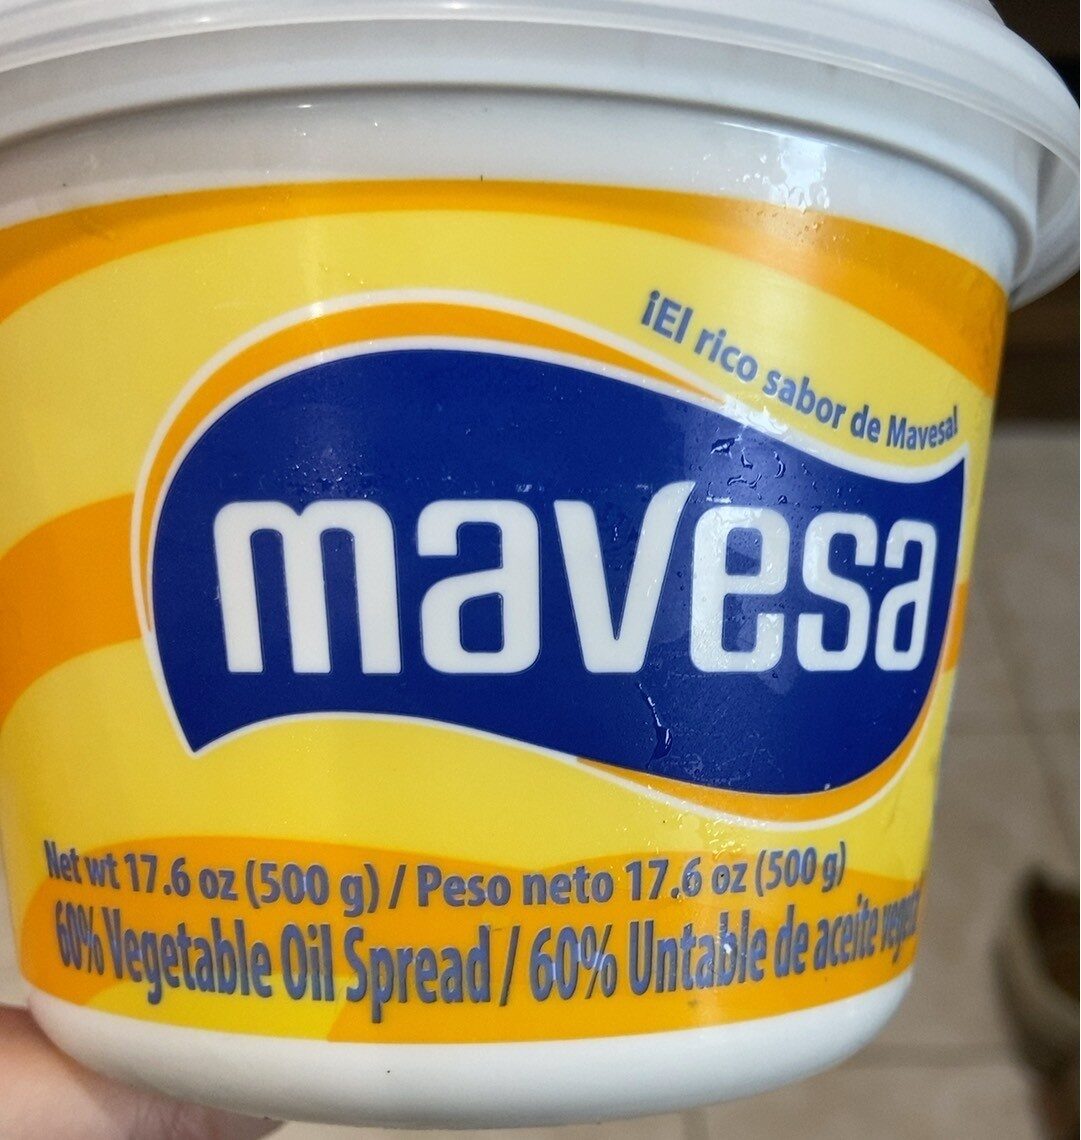 ¡El rico sabor de Mavesa!
mavesa
Net wt 17.6 oz (500 g) / Peso neto 17.6 oz (500 g)
60% Vegetable Oil Spread / 60% Untable de aceite